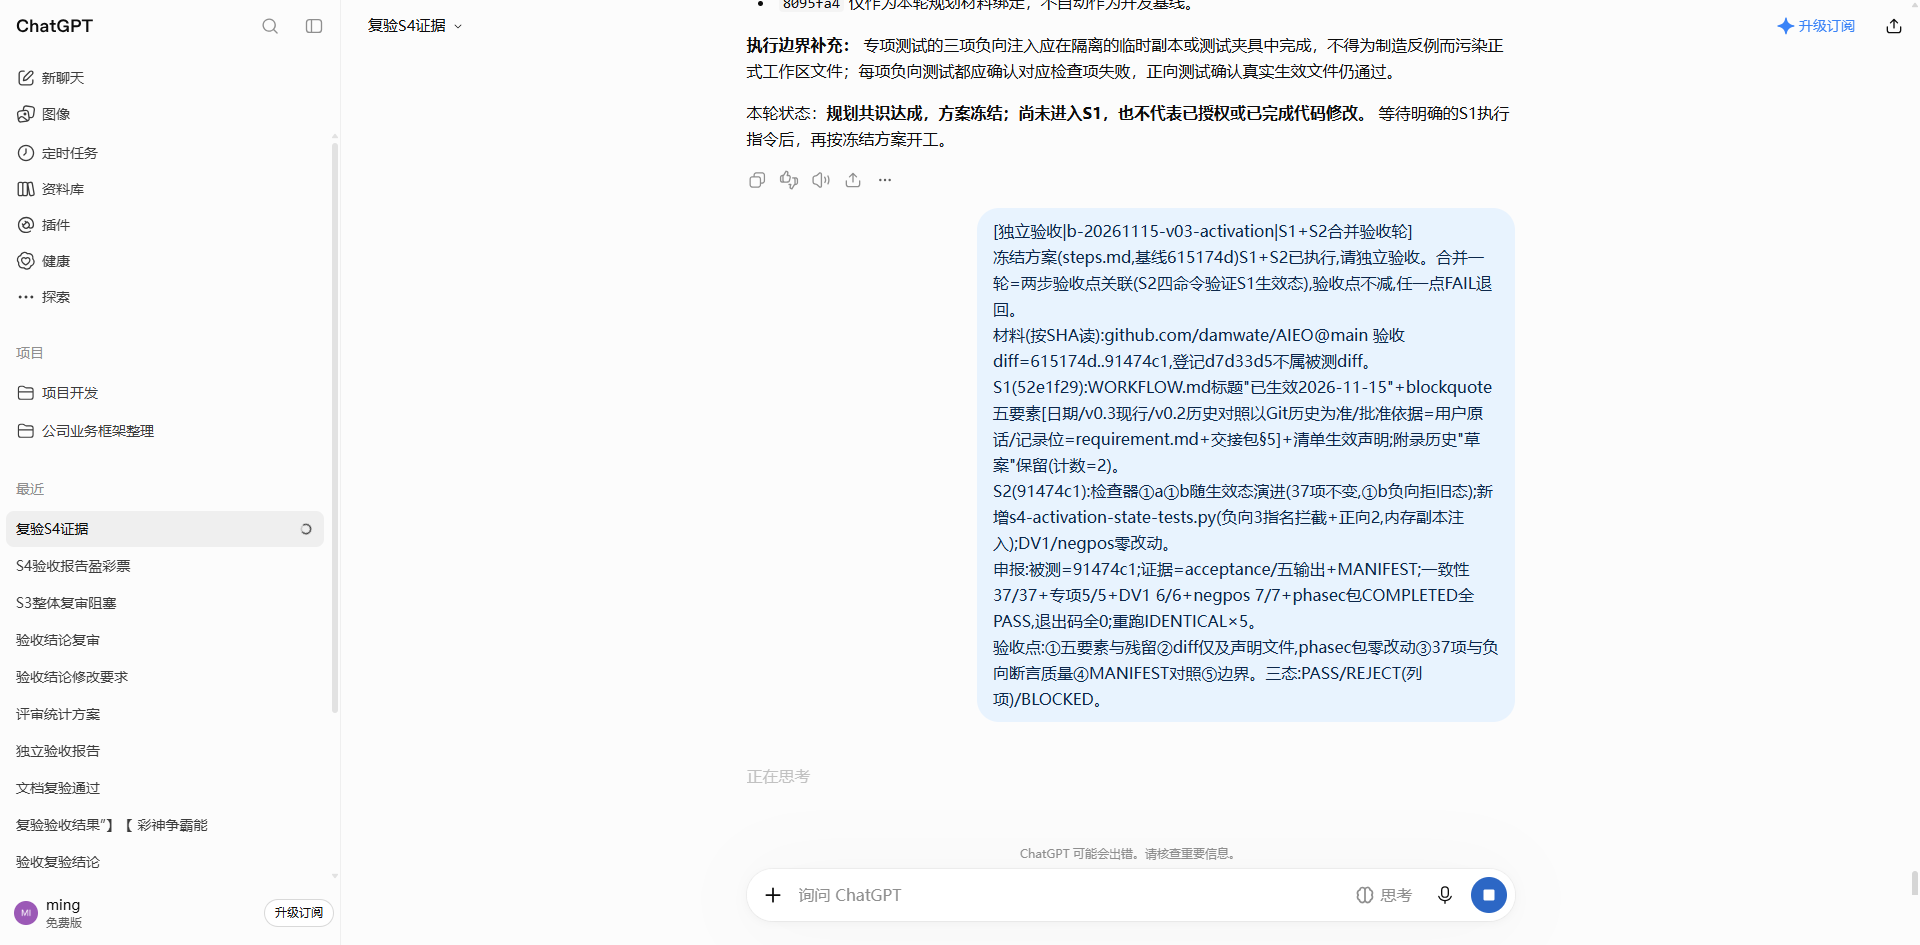 ChatGPT
新聊天
图像
定时任务
资料库
插件
健康
探索
项目
项目开发
公司业务框架整理
最近
复验S4证据
S4验收报告盈彩票
S3整体复审阻塞
验收结论复审
验收结论修改要求
评审统计方案
独立验收报告
文档复验通过
复验验收结果”】【 彩神争霸能
验收复验结论
MI
ming
免费版
升级订阅
复验S4证据
升级订阅
8095fa4 仅作为本轮规划材料绑定，不自动作为开发基线。
执行边界补充： 专项测试的三项负向注入应在隔离的临时副本或测试夹具中完成，不得为制造反例而污染正
式工作区文件；每项负向测试都应确认对应检查项失败，正向测试确认真实生效文件仍通过。
本轮状态：规划共识达成，方案冻结；尚未进入S1，也不代表已授权或已完成代码修改。 等待明确的S1执行
指令后，再按冻结方案开工。
[独立验收|b-20261115-v03-activation|S1+S2合并验收轮]
冻结方案(steps.md,基线615174d)S1+S2已执行,请独立验收。合并一
轮=两步验收点关联(S2四命令验证S1生效态),验收点不减,任一点FAIL退
回。
材料(按SHA读):github.com/damwate/AIEO@main 验收
diff=615174d..91474c1,登记d7d33d5不属被测diff。
S1(52e1f29):WORKFLOW.md标题"已生效2026-11-15"+blockquote
五要素[日期/v0.3现行/v0.2历史对照以Git历史为准/批准依据=用户原
话/记录位=requirement.md+交接包§5]+清单生效声明;附录历史"草
案"保留(计数=2)。
S2(91474c1):检查器①a①b随生效态演进(37项不变,①b负向拒旧态);新
增s4-activation-state-tests.py(负向3指名拦截+正向2,内存副本注
入);DV1/negpos零改动。
申报:被测=91474c1;证据=acceptance/五输出+MANIFEST;一致性
37/37+专项5/5+DV1 6/6+negpos 7/7+phasec包COMPLETED全
PASS,退出码全0;重跑IDENTICAL×5。
验收点:①五要素与残留②diff仅及声明文件,phasec包零改动③37项与负
向断言质量④MANIFEST对照⑤边界。三态:PASS/REJECT(列
项)/BLOCKED。
正在思考
ChatGPT 可能会出错。请核查重要信息。
询问 ChatGPT
思考